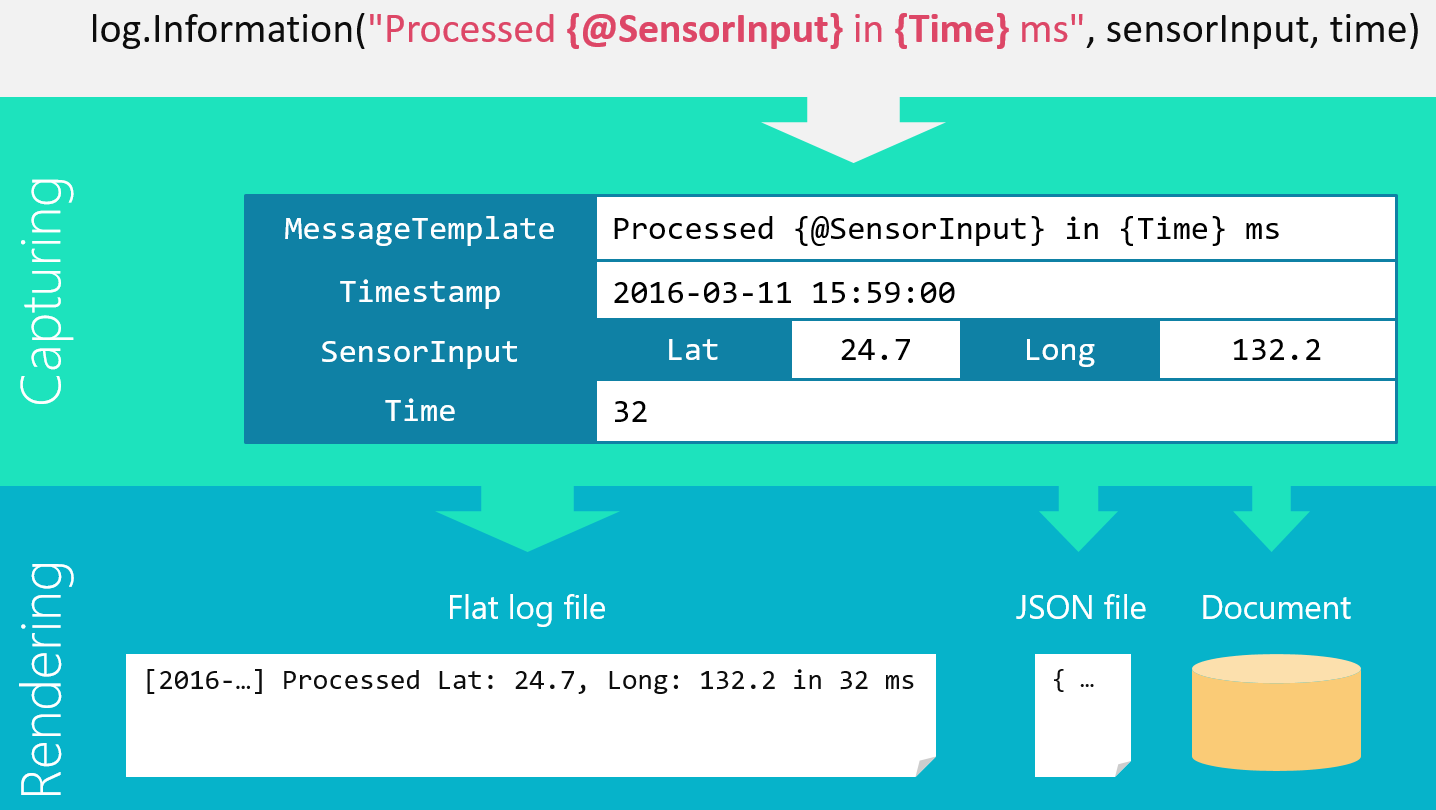 log.Information("Processed {@SensorInput} in {Time} ms", sensorInput, time)
Capturing
MessageTemplate Processed {@SensorInput} in {Time} ms
Timestamp 2016-03-11 15:59:00
SensorInput Lat 24.7 Long 132.2
Time 32
Rendering
Flat log file JSON file Document
[2016-…] Processed Lat: 24.7, Long: 132.2 in 32 ms { …